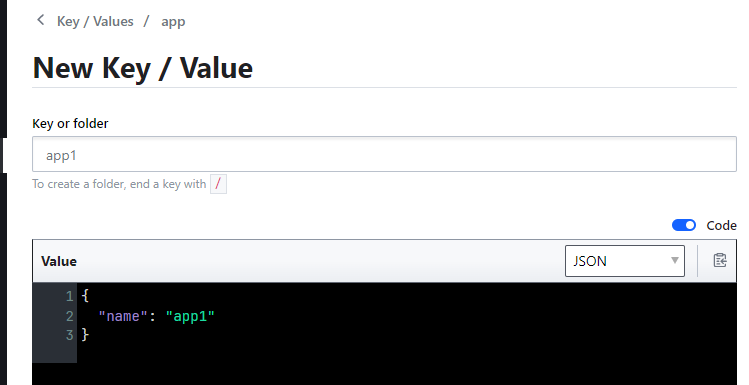 Key / Values / app
New Key / Value
Key or folder
app1
To create a folder, end a key with /
Code
Value JSON
1 {
2 "name": "app1"
3 }